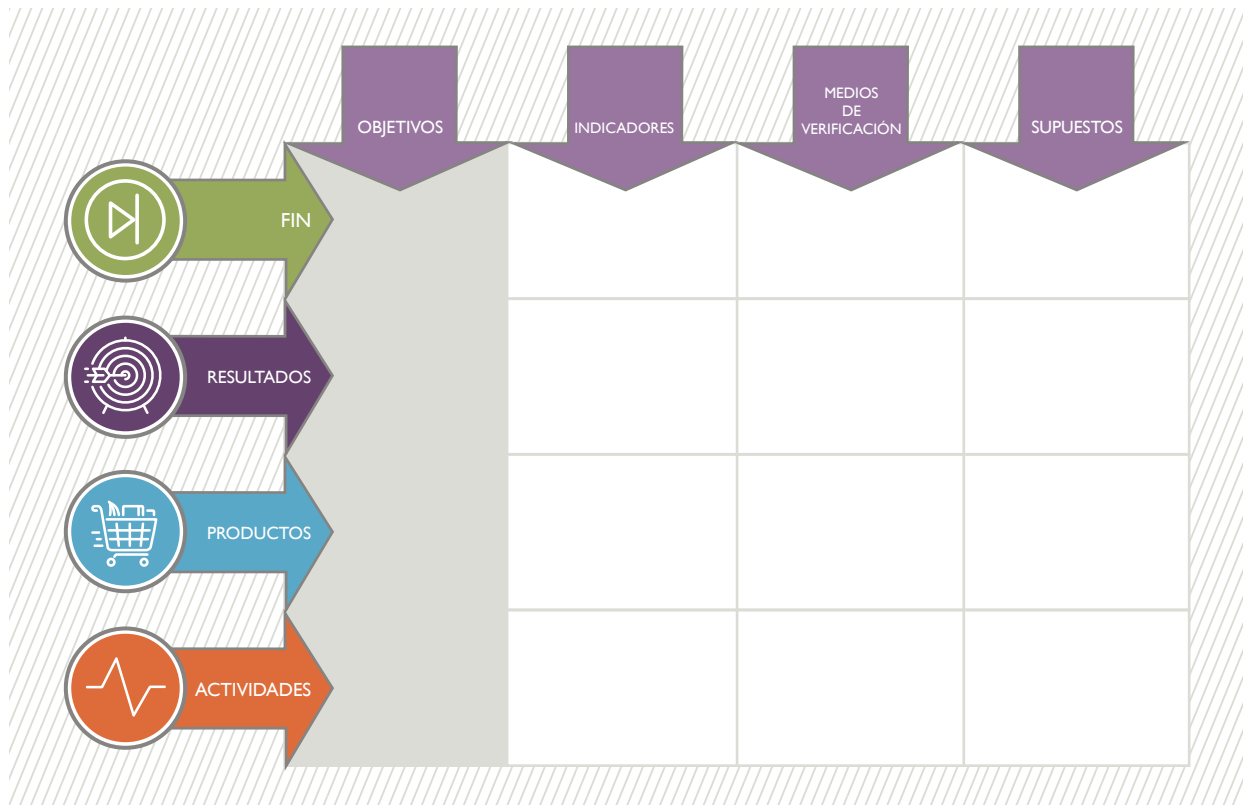 OBJETIVOS
INDICADORES
MEDIOS
DE
VERIFICACIÓN
SUPUESTOS
FIN
RESULTADOS
PRODUCTOS
ACTIVIDADES